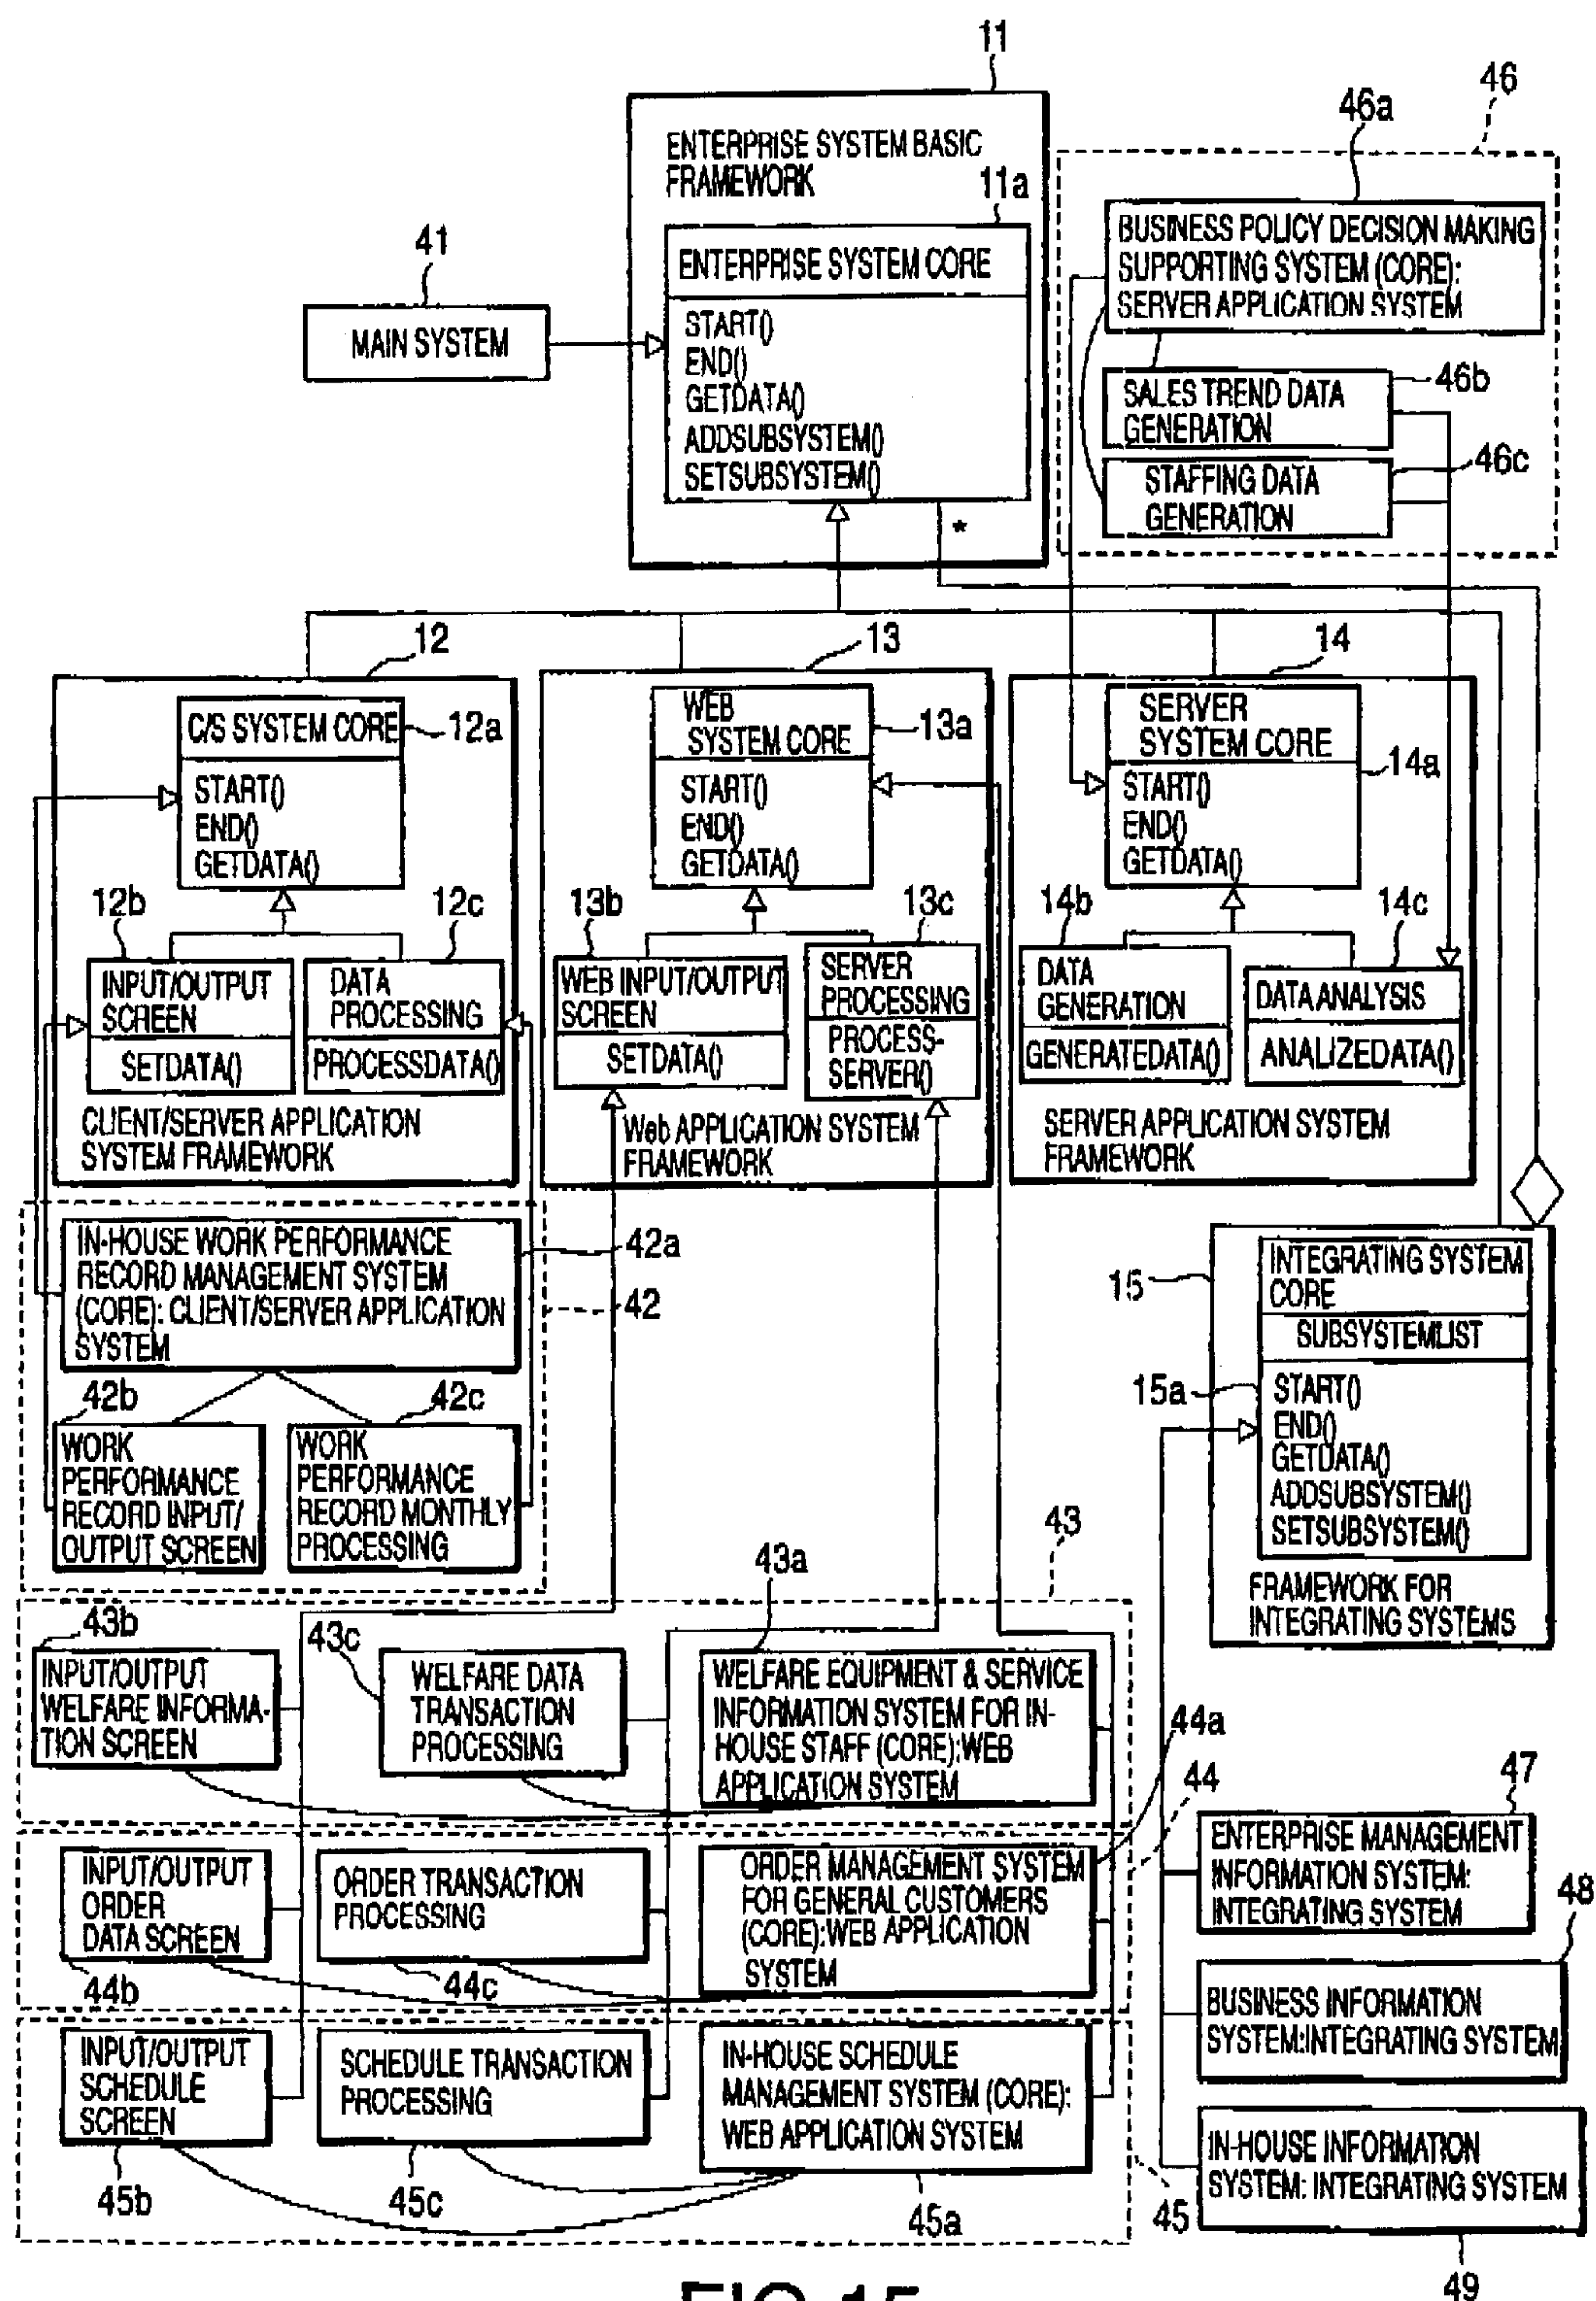 11
46
46a
ENTERPRISE SYSTEM BASIC
FRAMEWORK
11a
ENTERPRISE SYSTEM CORE
START()
END()
GETDATA()
ADDSUBSYSTEM()
SETSUBSYSTEM()
*
41
MAIN SYSTEM
BUSINESS POLICY DECISION MAKING
SUPPORTING SYSTEM (CORE):
SERVER APPLICATION SYSTEM
SALES TREND DATA
GENERATION
46b
STAFFING DATA
GENERATION
46c
12
C/S SYSTEM CORE
12a
START()
END()
GETDATA()
12b
12c
INPUT/OUTPUT
SCREEN
SETDATA()
DATA
PROCESSING
PROCESSDATA()
CLIENT/SERVER APPLICATION
SYSTEM FRAMEWORK
13
WEB
SYSTEM CORE
13a
START()
END()
GETDATA()
13b
13c
WEB INPUT/OUTPUT
SCREEN
SETDATA()
SERVER
PROCESSING
PROCESS-
SERVER()
Web APPLICATION SYSTEM
FRAMEWORK
14
SERVER
SYSTEM CORE
14a
START()
END()
GETDATA()
14b
14c
DATA
GENERATION
GENERATEDATA()
DATA ANALYSIS
ANALIZEDATA()
SERVER APPLICATION SYSTEM
FRAMEWORK
IN-HOUSE WORK PERFORMANCE
RECORD MANAGEMENT SYSTEM
(CORE): CLIENT/SERVER APPLICATION
SYSTEM
42a
42
42b
42c
WORK
PERFORMANCE
RECORD INPUT/
OUTPUT SCREEN
WORK
PERFORMANCE
RECORD MONTHLY
PROCESSING
15
INTEGRATING SYSTEM
CORE
SUBSYSTEMLIST
15a
START()
END()
GETDATA()
ADDSUBSYSTEM()
SETSUBSYSTEM()
FRAMEWORK FOR
INTEGRATING SYSTEMS
43
43a
43b
43c
INPUT/OUTPUT
WELFARE INFORMA-
TION SCREEN
WELFARE DATA
TRANSACTION
PROCESSING
WELFARE EQUIPMENT & SERVICE
INFORMATION SYSTEM FOR IN-
HOUSE STAFF (CORE):WEB
APPLICATION SYSTEM
44a
44
INPUT/OUTPUT
ORDER
DATA SCREEN
44b
ORDER TRANSACTION
PROCESSING
44c
ORDER MANAGEMENT SYSTEM
FOR GENERAL CUSTOMERS
(CORE):WEB APPLICATION
SYSTEM
INPUT/OUTPUT
SCHEDULE
SCREEN
45b
SCHEDULE TRANSACTION
PROCESSING
45c
IN-HOUSE SCHEDULE
MANAGEMENT SYSTEM (CORE):
WEB APPLICATION SYSTEM
45a
45
47
ENTERPRISE MANAGEMENT
INFORMATION SYSTEM:
INTEGRATING SYSTEM
48
BUSINESS INFORMATION
SYSTEM:INTEGRATING SYSTEM
IN-HOUSE INFORMATION
SYSTEM: INTEGRATING SYSTEM
49
FIG.15